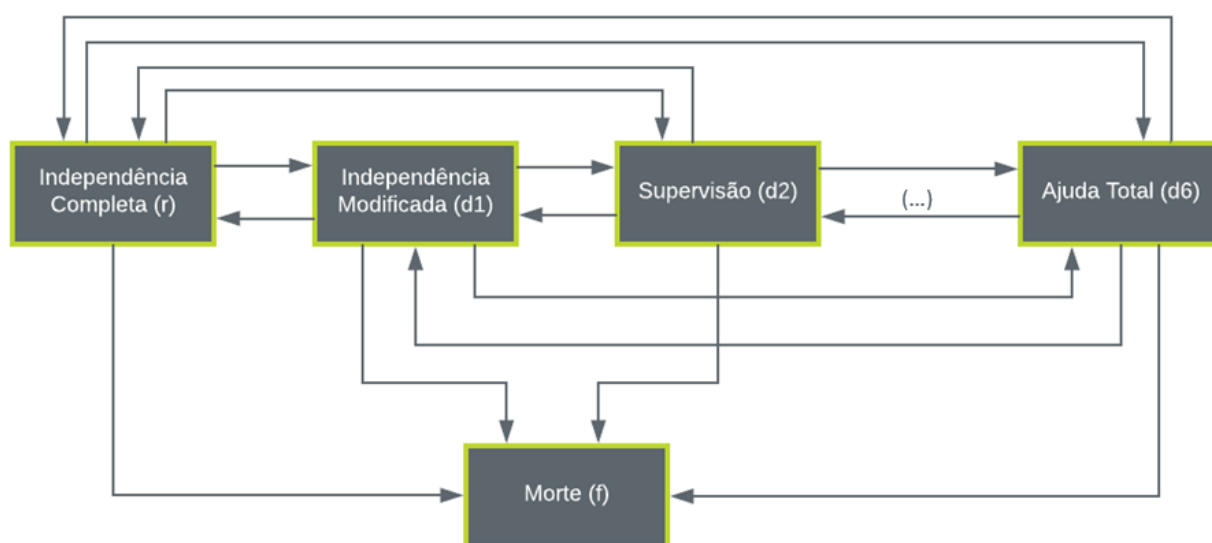 Independência
Completa (r)
Independência
Modificada (d1)
Supervisão (d2)
(...)
Ajuda Total (d6)
Morte (f)